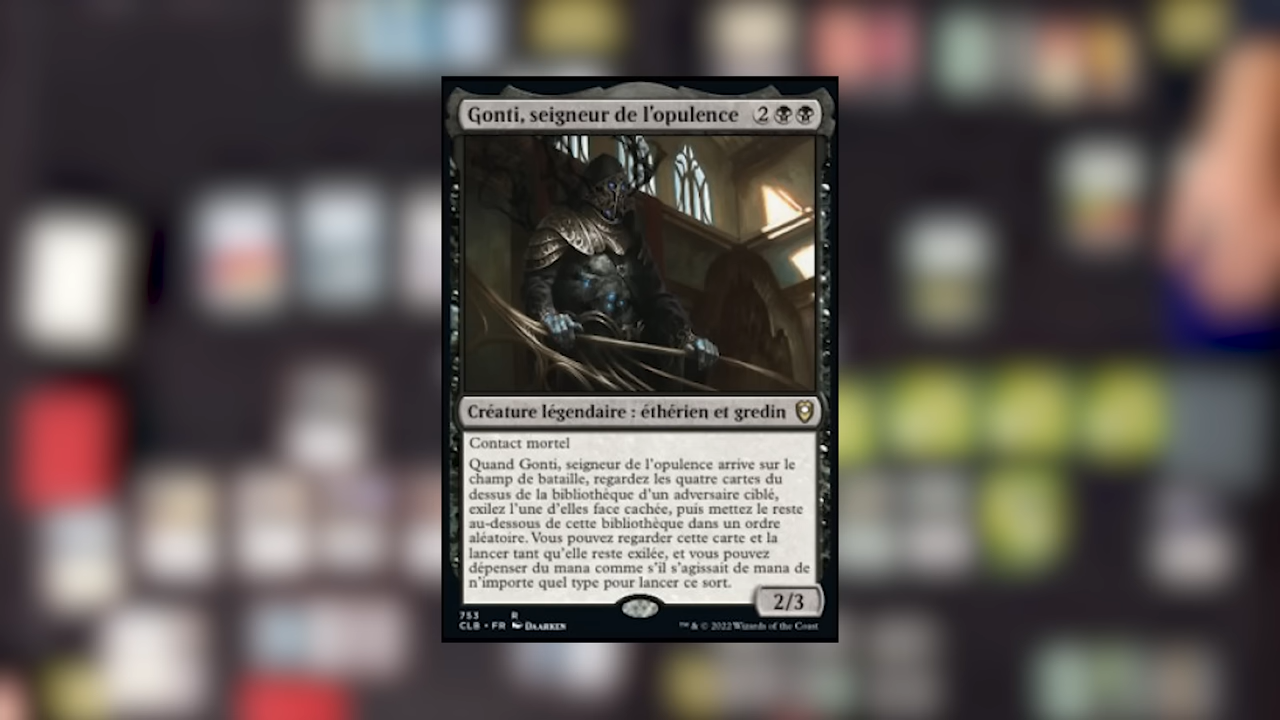 Gonti, seigneur de l'opulence 2
Créature légendaire : éthérien et gredin
Contact mortel
Quand Gonti, seigneur de l'opulence arrive sur le
champ de bataille, regardez les quatre cartes du
dessus de la bibliothèque d'un adversaire ciblé,
exilez l'une d'elles face cachée, puis mettez le reste
au-dessous de cette bibliothèque dans un ordre
aléatoire. Vous pouvez regarder cette carte et la
lancer tant qu'elle reste exilée, et vous pouvez
dépenser du mana comme s'il s'agissait de mana de
n'importe quel type pour lancer ce sort.
2/3
753 R
CLB • FR Daarken
™ & © 2022 Wizards of the Coast